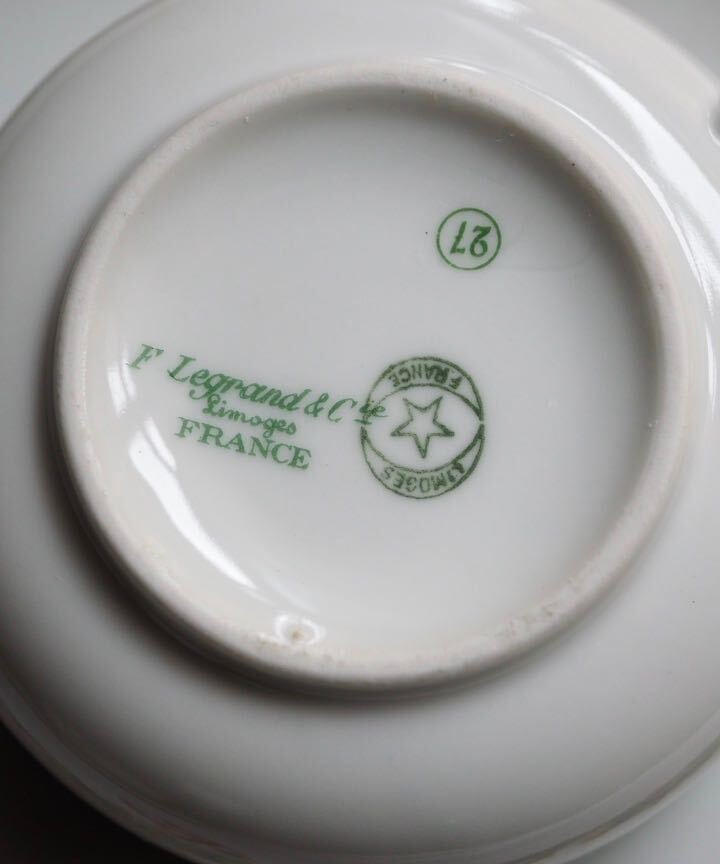 27
F Legrand & Cie
Limoges
FRANCE
FRANCE
LIMOGES